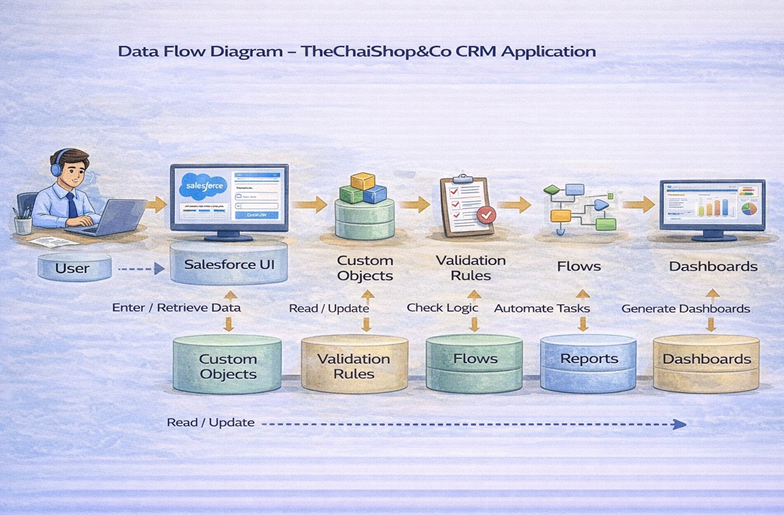 Data Flow Diagram – TheChaiShop&Co CRM Application
salesforce
User
Salesforce UI
Custom
Objects
Validation
Rules
Flows
Dashboards
Enter / Retrieve Data
Read / Update
Check Logic
Automate Tasks
Generate Dashboards
Custom
Objects
Validation
Rules
Flows
Reports
Dashboards
Read / Update